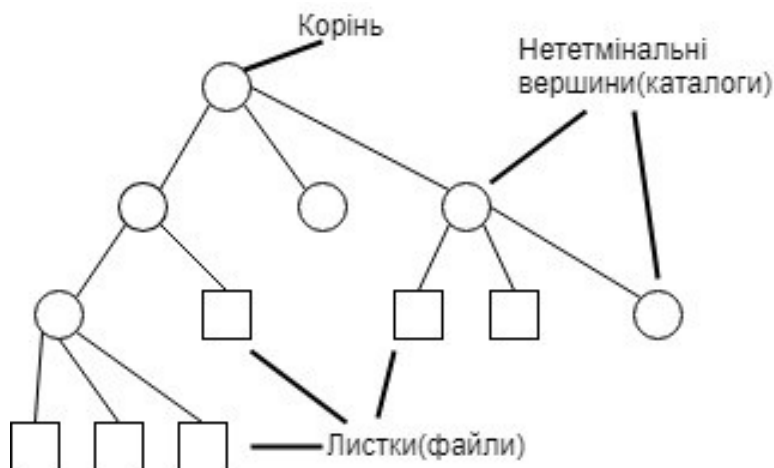 Корінь
Нететмінальні
вершини(каталоги)
Листки(файли)